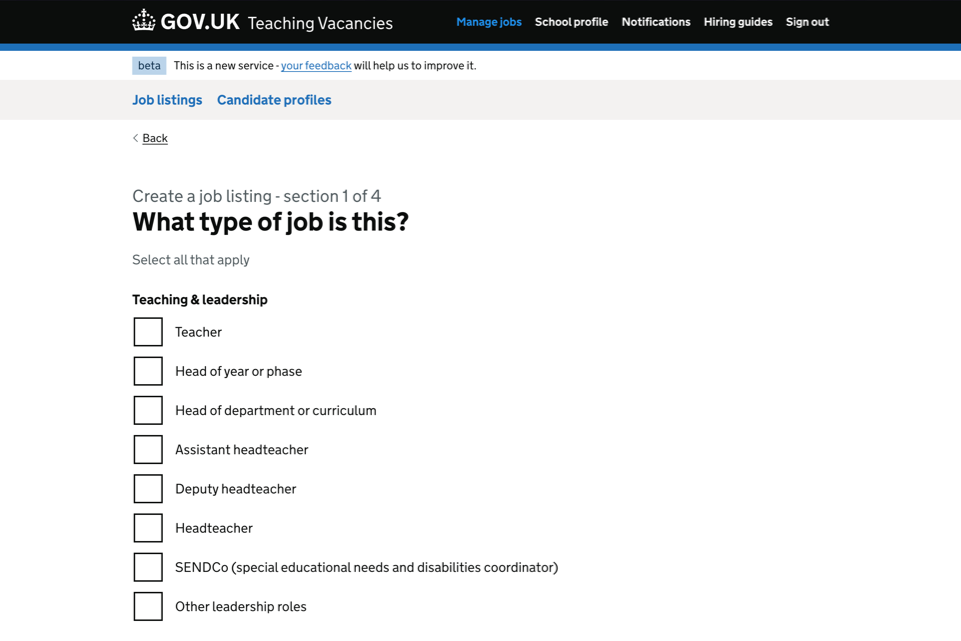 GOV.UK Teaching Vacancies
Manage jobs School profile Notifications Hiring guides Sign out
beta This is a new service - your feedback will help us to improve it.
Job listings Candidate profiles
Back
Create a job listing - section 1 of 4
What type of job is this?
Select all that apply
Teaching & leadership
Teacher
Head of year or phase
Head of department or curriculum
Assistant headteacher
Deputy headteacher
Headteacher
SENDCo (special educational needs and disabilities coordinator)
Other leadership roles